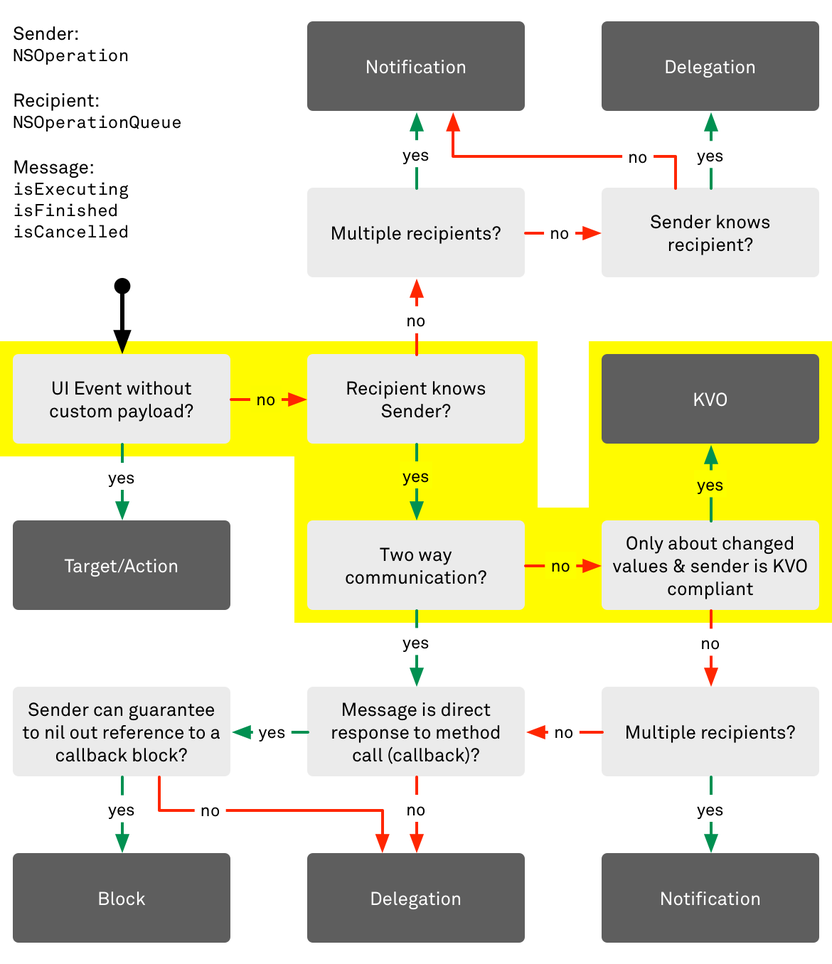 Sender:
NSOperation
Recipient:
NSOperationQueue
Message:
isExecuting
isFinished
isCancelled
Notification
Delegation
yes
no
yes
Multiple recipients?
no
Sender knows
recipient?
no
UI Event without
custom payload?
no
Recipient knows
Sender?
KVO
yes
yes
yes
Target/Action
Two way
communication?
no
Only about changed
values & sender is KVO
compliant
yes
no
Sender can guarantee
to nil out reference to a
callback block?
yes
Message is direct
response to method
call (callback)?
no
Multiple recipients?
yes
no
no
yes
Block
Delegation
Notification